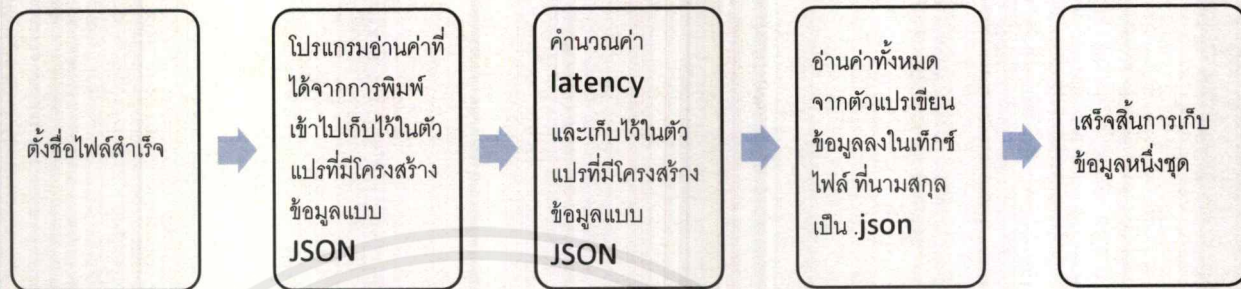 ตั้งชื่อไฟล์สำเร็จ
โปรแกรมอ่านค่าที่
ได้จากการพิมพ์
เข้าไปเก็บไว้ในตัว
แปรที่มีโครงสร้าง
ข้อมูลแบบ
JSON
คำนวณค่า
latency
และเก็บไว้ในตัว
แปรที่มีโครงสร้าง
ข้อมูลแบบ
JSON
อ่านค่าทั้งหมด
จากตัวแปรเขียน
ข้อมูลลงในเท็กซ์
ไฟล์ ที่นามสกุล
เป็น .json
เสร็จสิ้นการเก็บ
ข้อมูลหนึ่งชุด